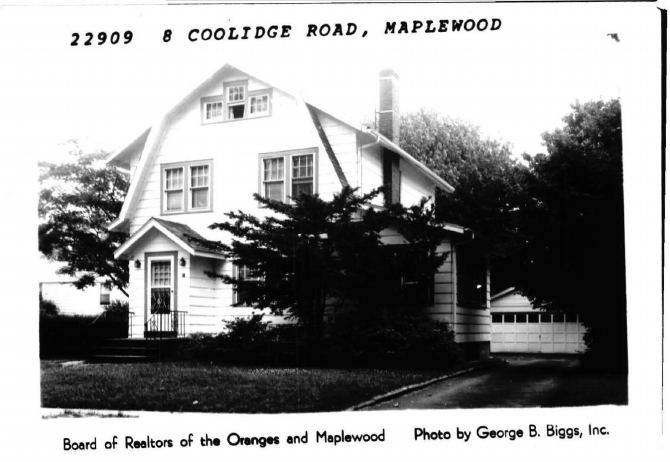 22909 8 COOLIDGE ROAD, MAPLEWOOD
Board of Realtors of the Oranges and Maplewood Photo by George B. Biggs, Inc.